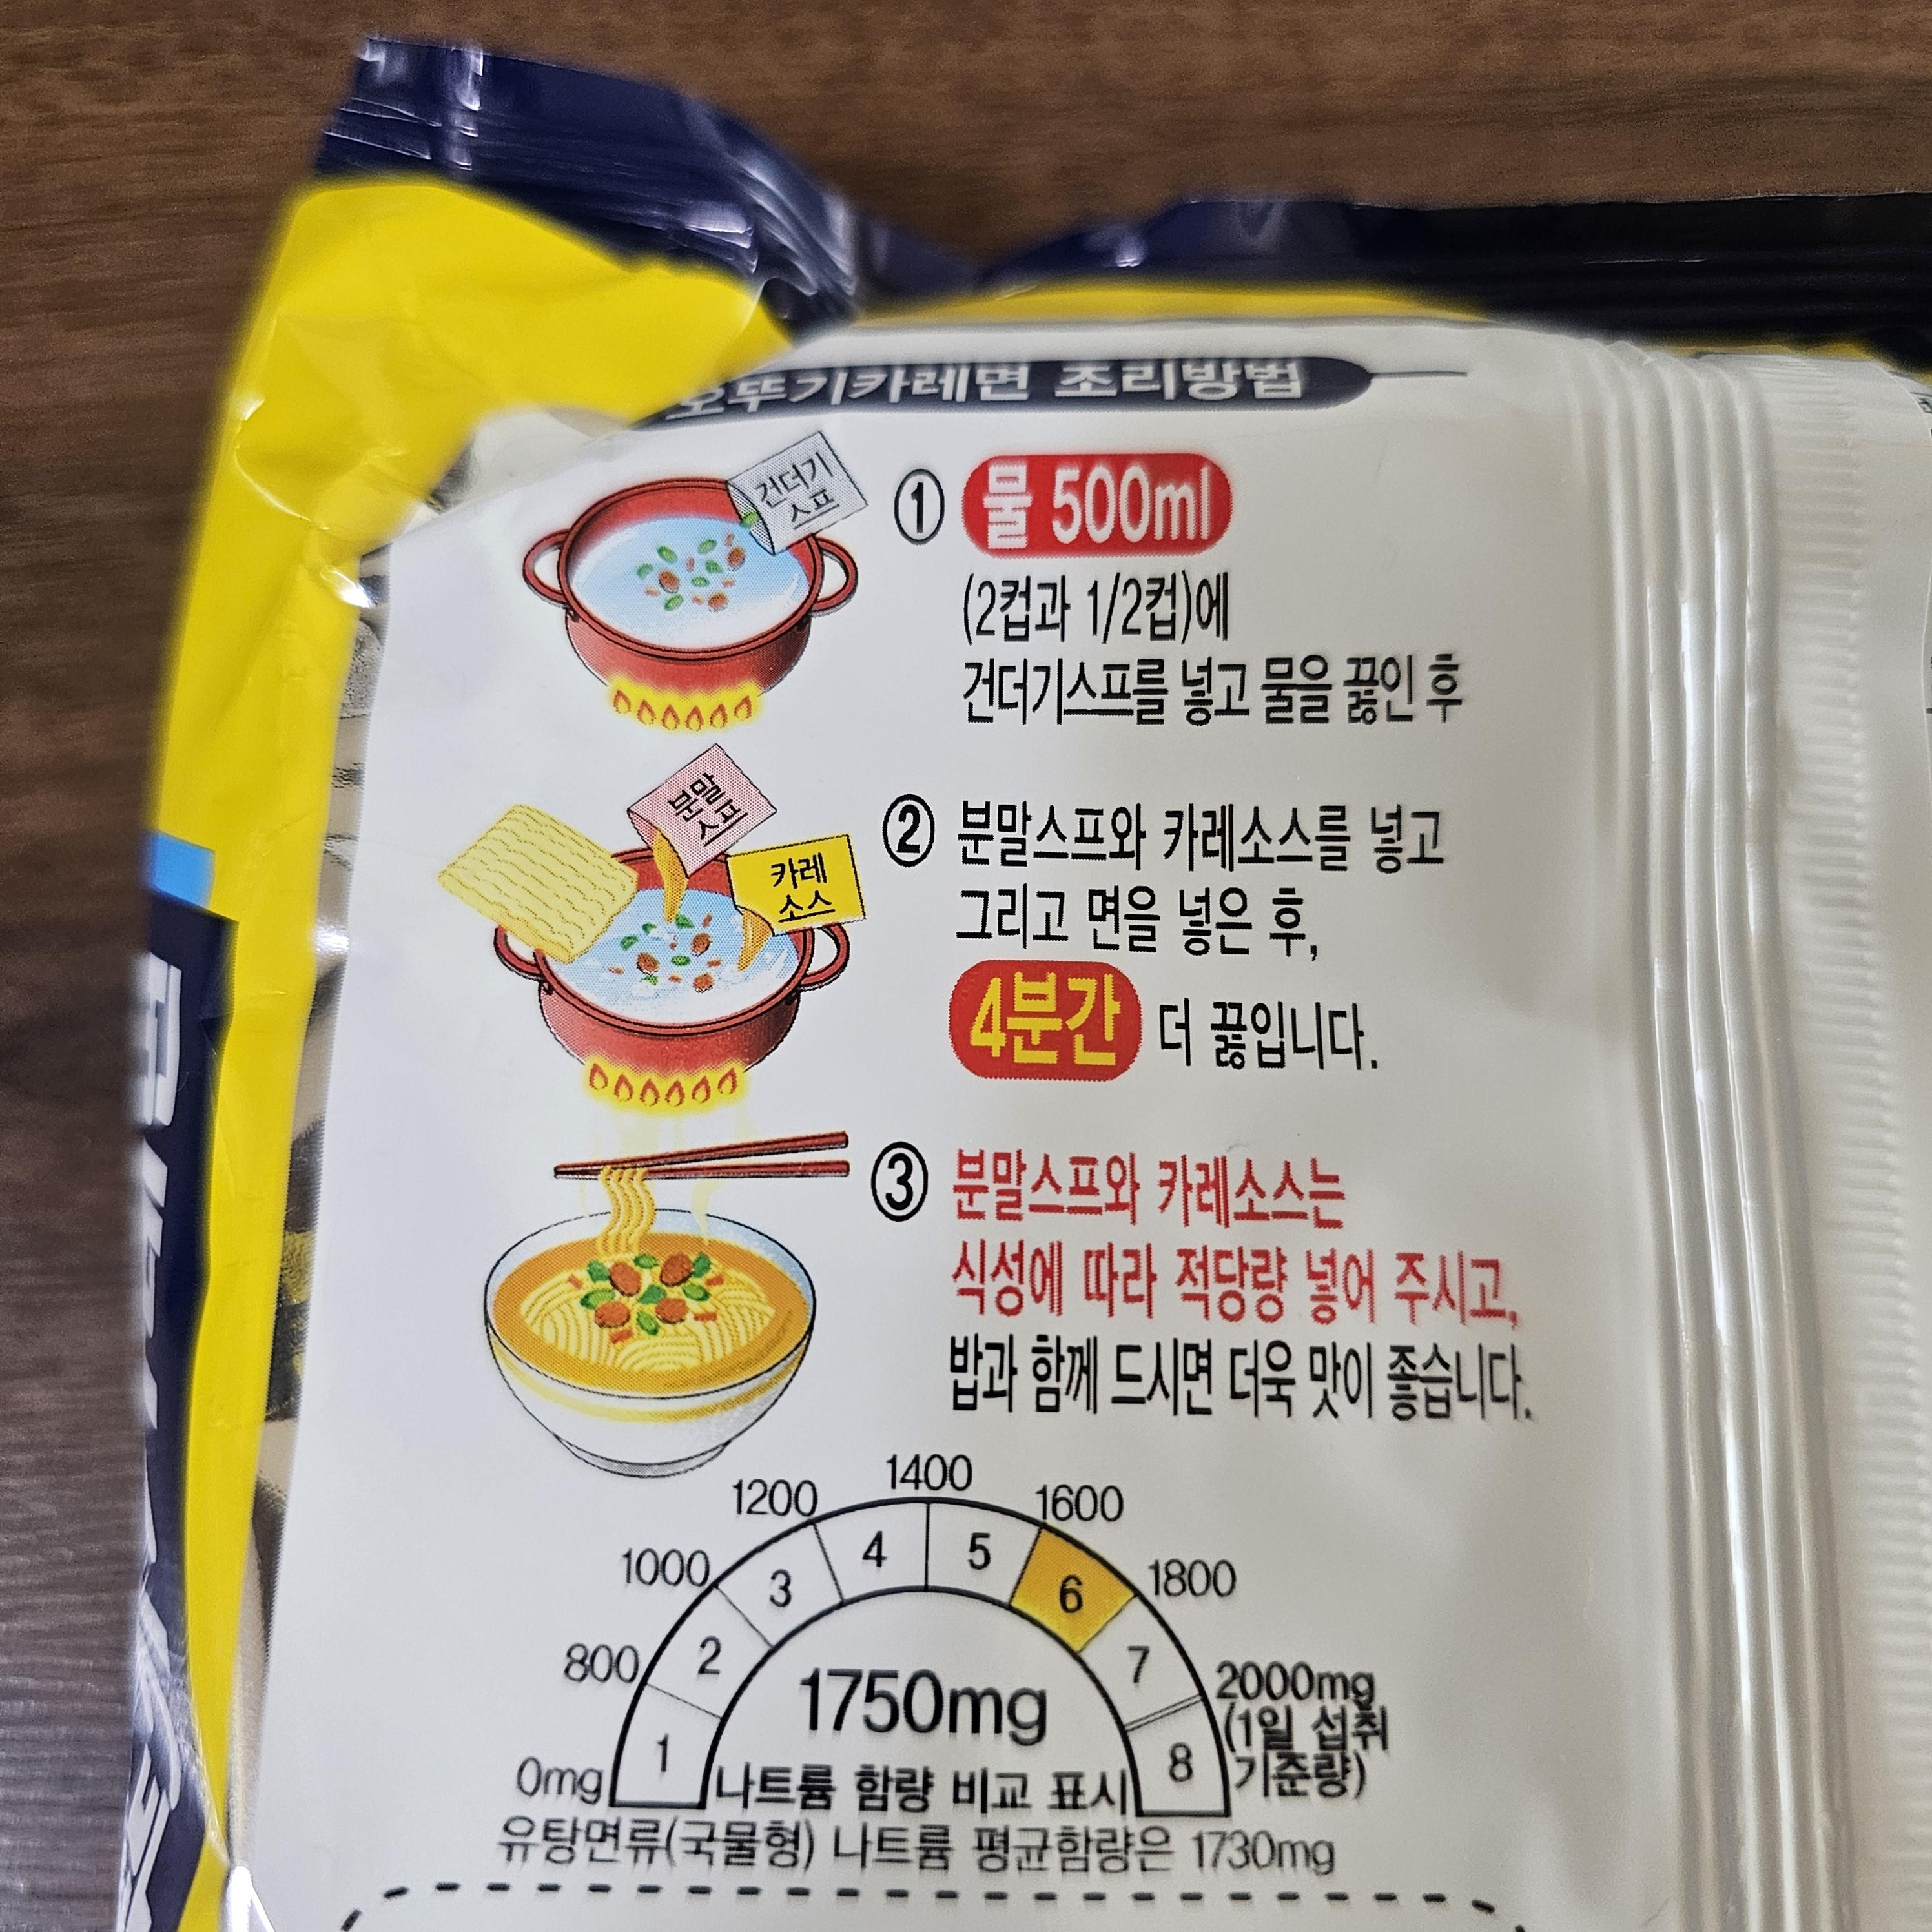 오뚜기카레면 조리방법
건더기
스프
① 물 500ml
(2컵과 1/2컵)에
건더기스프를 넣고 물을 끓인 후
분말
스프
카레
소스
② 분말스프와 카레소스를 넣고
그리고 면을 넣은 후,
4분간 더 끓입니다.
③ 분말스프와 카레소스는
식성에 따라 적당량 넣어 주시고,
밥과 함께 드시면 더욱 맛이 좋습니다.
0mg
800
1000
1200
1400
1600
1800
2000mg
(1일 섭취
기준량)
1
2
3
4
5
6
7
8
1750mg
나트륨 함량 비교 표시
유탕면류(국물형) 나트륨 평균함량은 1730mg